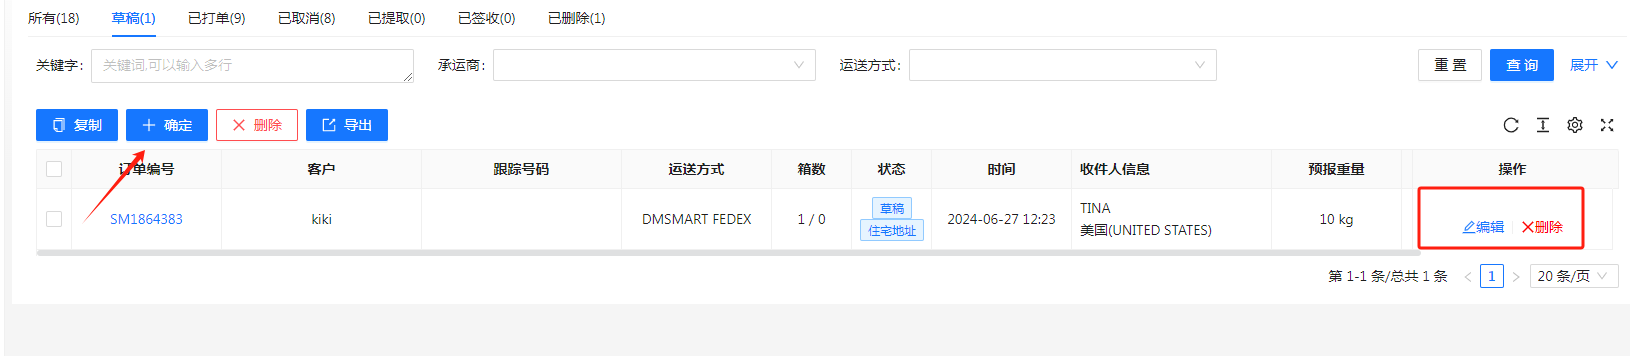 所有(18) 草稿(1) 已打单(9) 已取消(8) 已提取(0) 已签收(0) 已删除(1)
关键字: 关键词,可以输入多行 承运商: 运送方式: 重 置 查 询 展开
复制 确定 删除 导出
订单编号 客户 跟踪号码 运送方式 箱数 状态 时间 收件人信息 预报重量 操作
草稿 TINA
SM1864383 kiki DMSMART FEDEX 1 / 0 2024-06-27 12:23 10 kg 编辑 删除
住宅地址 美国(UNITED STATES)
第 1-1 条/总共 1 条 < 1 > 20 条/页